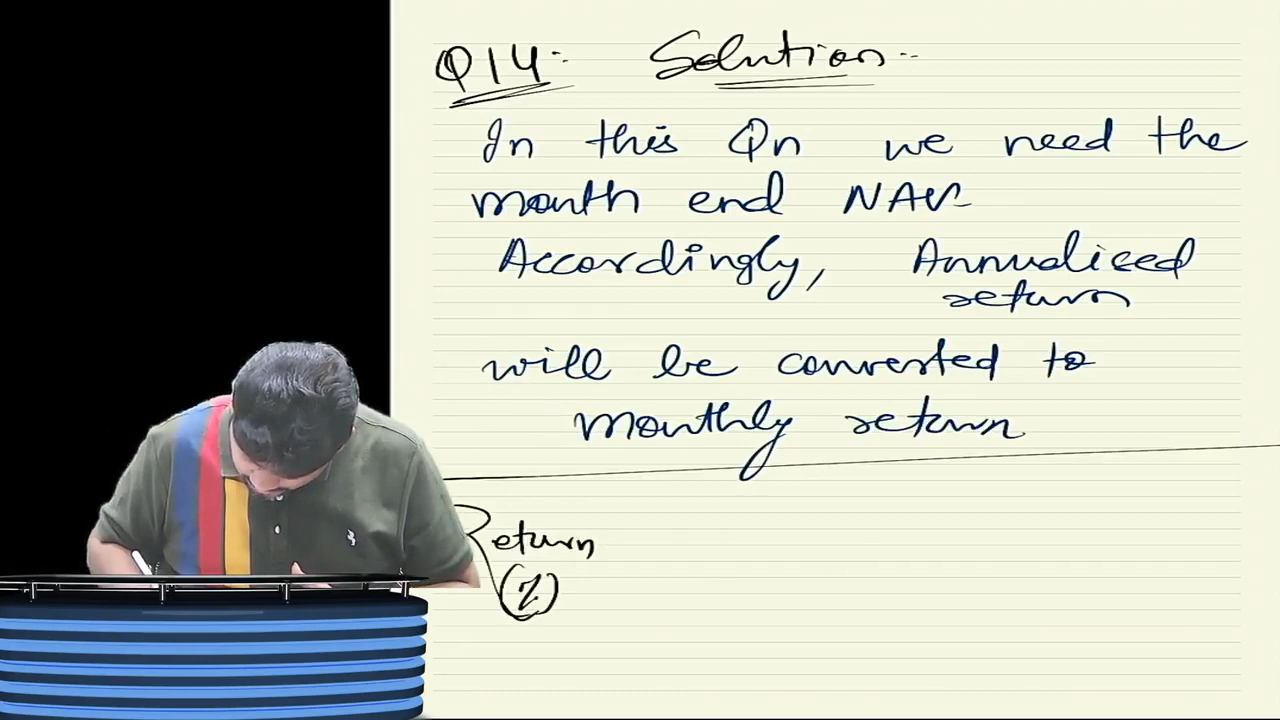 Q14:- Solution:-
In this Qn we need the
month end NAV
Accordingly, Annualised
return
will be converted to
monthly return
Return
(%)